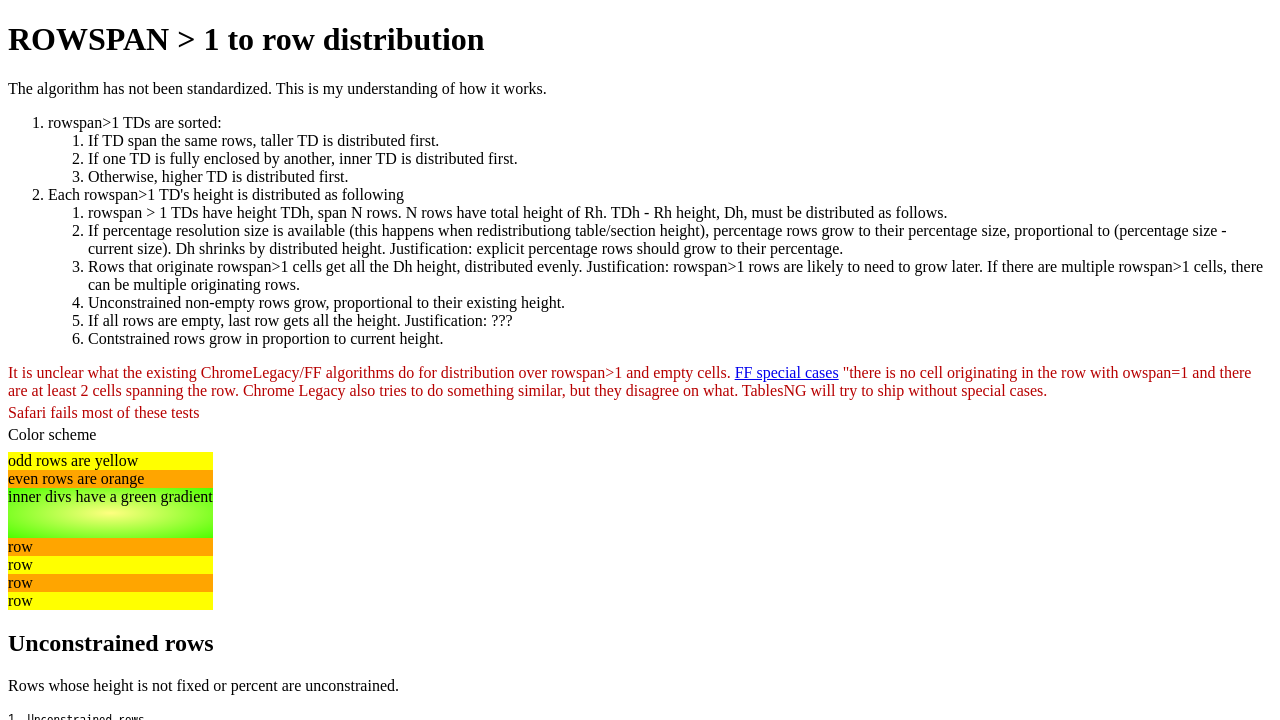 ROWSPAN > 1 to row distribution
The algorithm has not been standardized. This is my understanding of how it works.
1. rowspan>1 TDs are sorted:
1. If TD span the same rows, taller TD is distributed first.
2. If one TD is fully enclosed by another, inner TD is distributed first.
3. Otherwise, higher TD is distributed first.
2. Each rowspan>1 TD's height is distributed as following
1. rowspan > 1 TDs have height TDh, span N rows. N rows have total height of Rh. TDh - Rh height, Dh, must be distributed as follows.
2. If percentage resolution size is available (this happens when redistributiong table/section height), percentage rows grow to their percentage size, proportional to (percentage size -
current size). Dh shrinks by distributed height. Justification: explicit percentage rows should grow to their percentage.
3. Rows that originate rowspan>1 cells get all the Dh height, distributed evenly. Justification: rowspan>1 rows are likely to need to grow later. If there are multiple rowspan>1 cells, there
can be multiple originating rows.
4. Unconstrained non-empty rows grow, proportional to their existing height.
5. If all rows are empty, last row gets all the height. Justification: ???
6. Contstrained rows grow in proportion to current height.
It is unclear what the existing ChromeLegacy/FF algorithms do for distribution over rowspan>1 and empty cells. FF special cases "there is no cell originating in the row with owspan=1 and there
are at least 2 cells spanning the row. Chrome Legacy also tries to do something similar, but they disagree on what. TablesNG will try to ship without special cases.
Safari fails most of these tests
Color scheme
odd rows are yellow
even rows are orange
inner divs have a green gradient
row
row
row
row
Unconstrained rows
Rows whose height is not fixed or percent are unconstrained.
1. Unconstrained rows